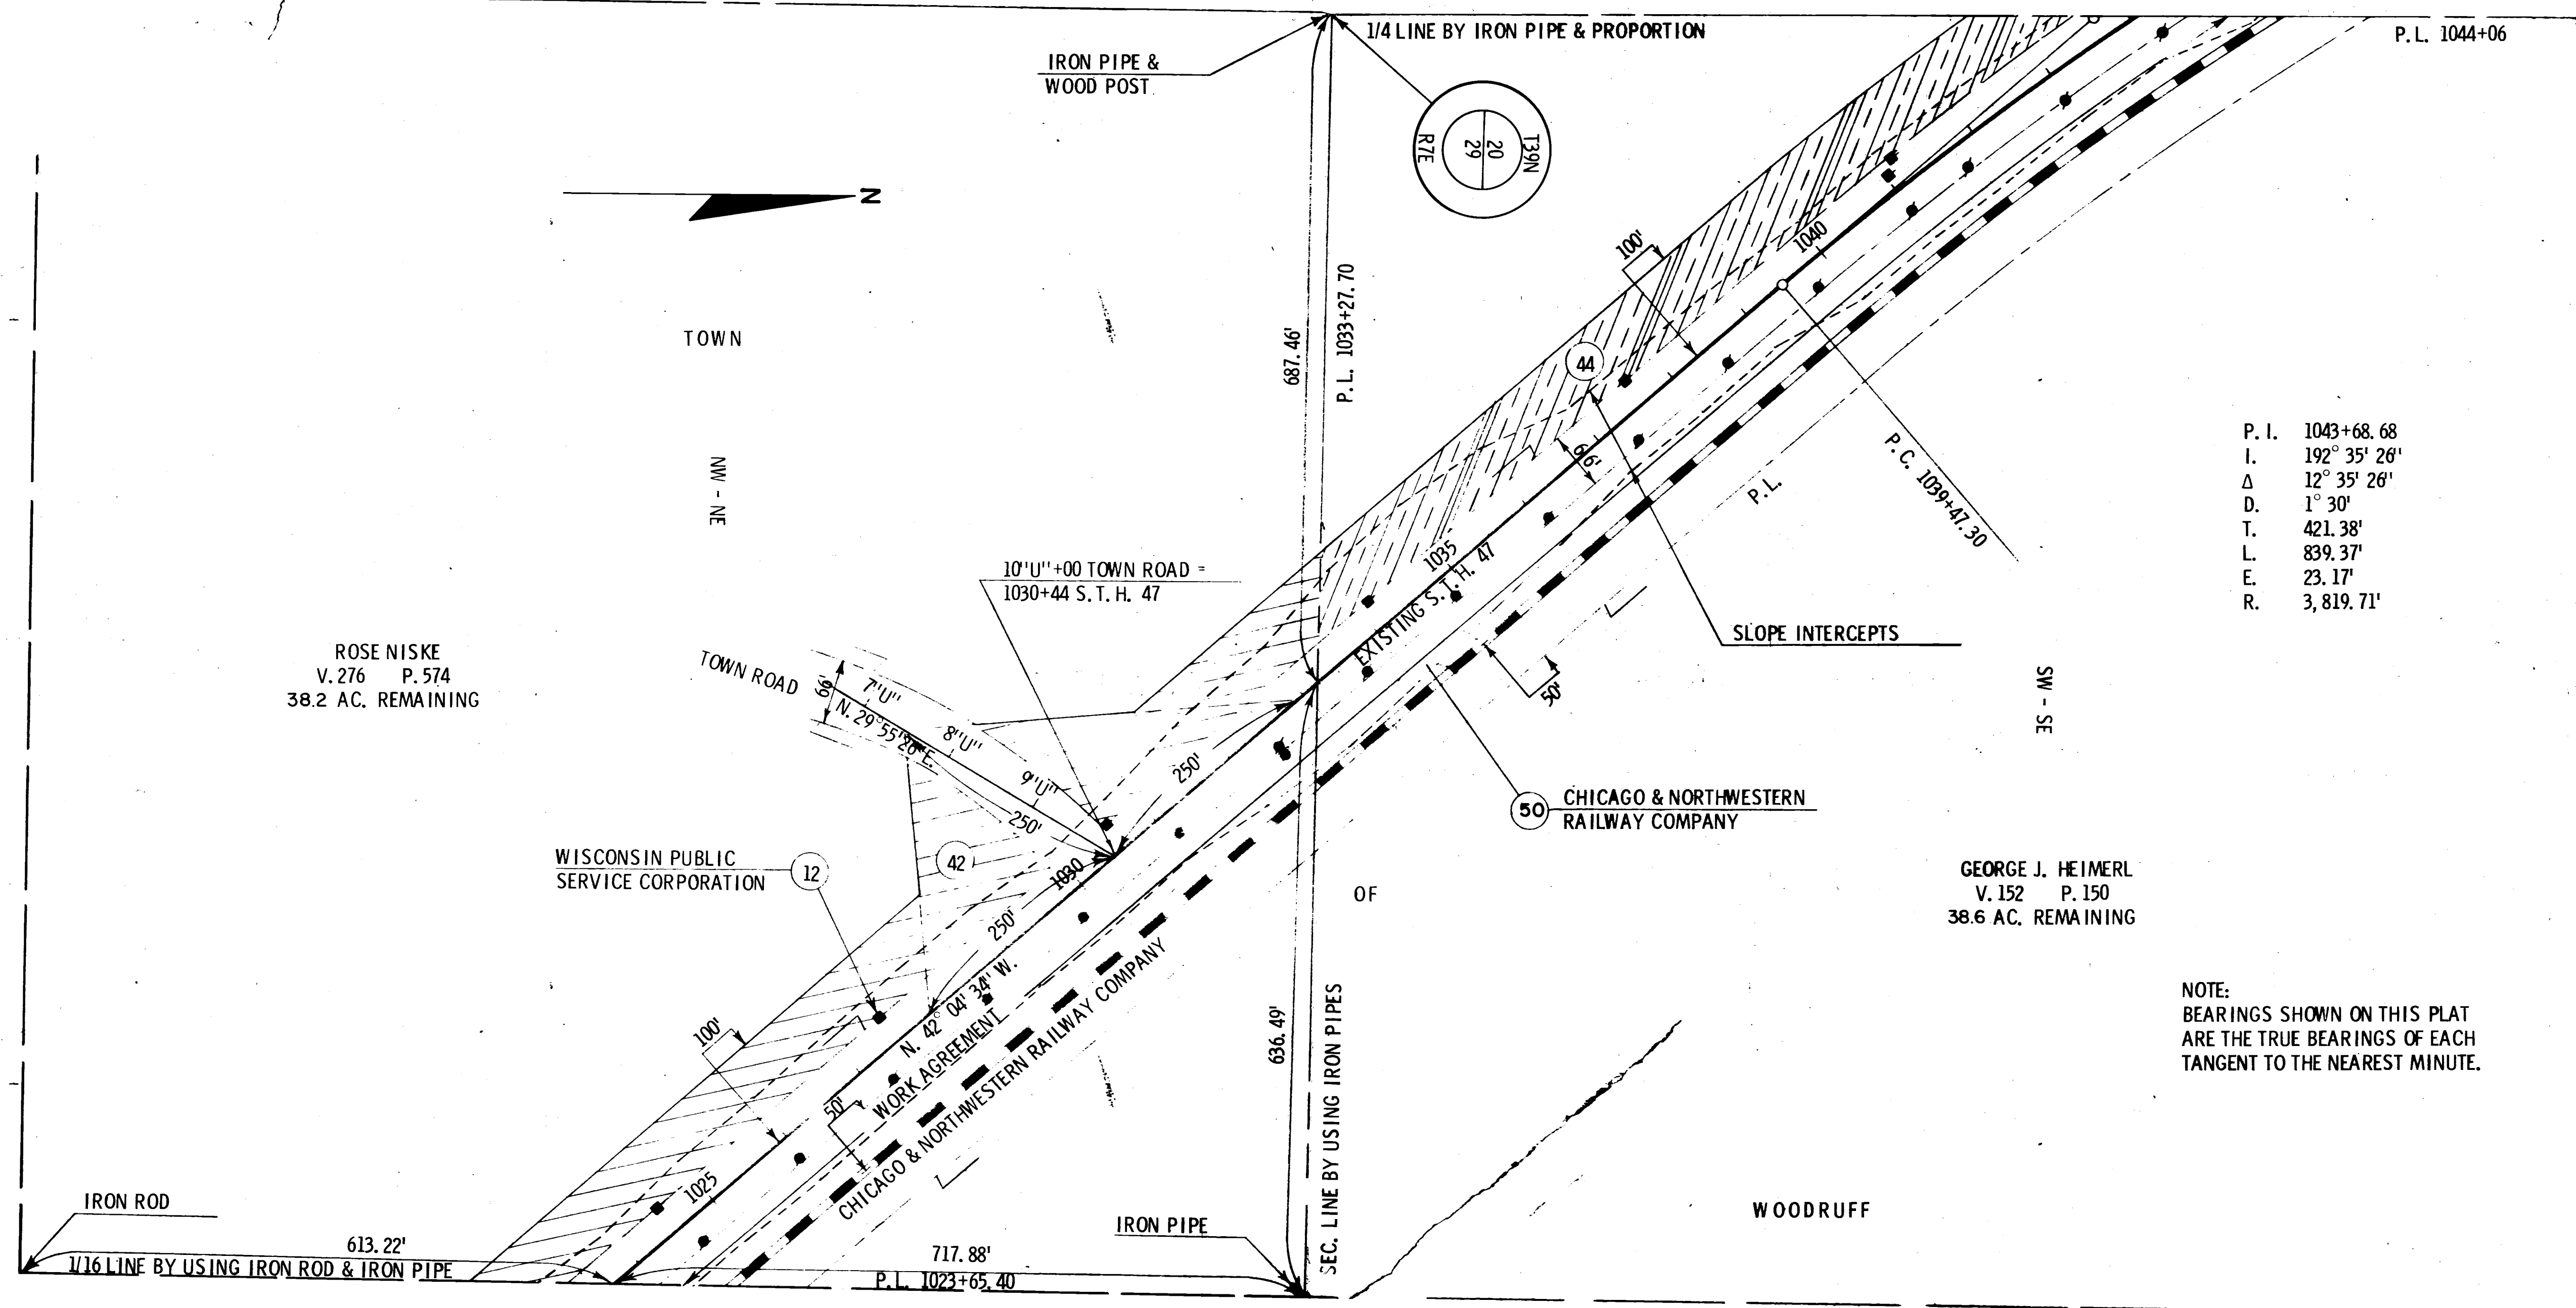 1/4 LINE BY IRON PIPE & PROPORTION
P.L. 1044+06
IRON PIPE &
WOOD POST
T39N
20
29
R7E
N
TOWN
NW - NE
687.46'
P.L. 1033+27.70
100'
1040
44
66'
P.C. 1039+47.30
P.L.
P.I. 1043+68.68
I. 192° 35' 26"
Δ 12° 35' 26"
D. 1° 30'
T. 421.38'
L. 839.37'
E. 23.17'
R. 3,819.71'
10"U"+00 TOWN ROAD =
1030+44 S.T.H. 47
1035
EXISTING S.T.H. 47
SLOPE INTERCEPTS
ROSE NISKE
V. 276 P. 574
38.2 AC. REMAINING
TOWN ROAD
66'
7"U"
8"U"
9"U"
N. 29° 55' 26" E.
250'
250'
50'
SW - SE
50
CHICAGO & NORTHWESTERN
RAILWAY COMPANY
WISCONSIN PUBLIC
SERVICE CORPORATION
12
42
1030
250'
OF
GEORGE J. HEIMERL
V. 152 P. 150
38.6 AC. REMAINING
N. 42° 04' 34" W.
WORK AGREEMENT
CHICAGO & NORTHWESTERN RAILWAY COMPANY
100'
50'
1025
636.49'
SEC. LINE BY USING IRON PIPES
NOTE:
BEARINGS SHOWN ON THIS PLAT
ARE THE TRUE BEARINGS OF EACH
TANGENT TO THE NEAREST MINUTE.
IRON ROD
613.22'
1/16 LINE BY USING IRON ROD & IRON PIPE
717.88'
P.L. 1023+65.40
IRON PIPE
WOODRUFF